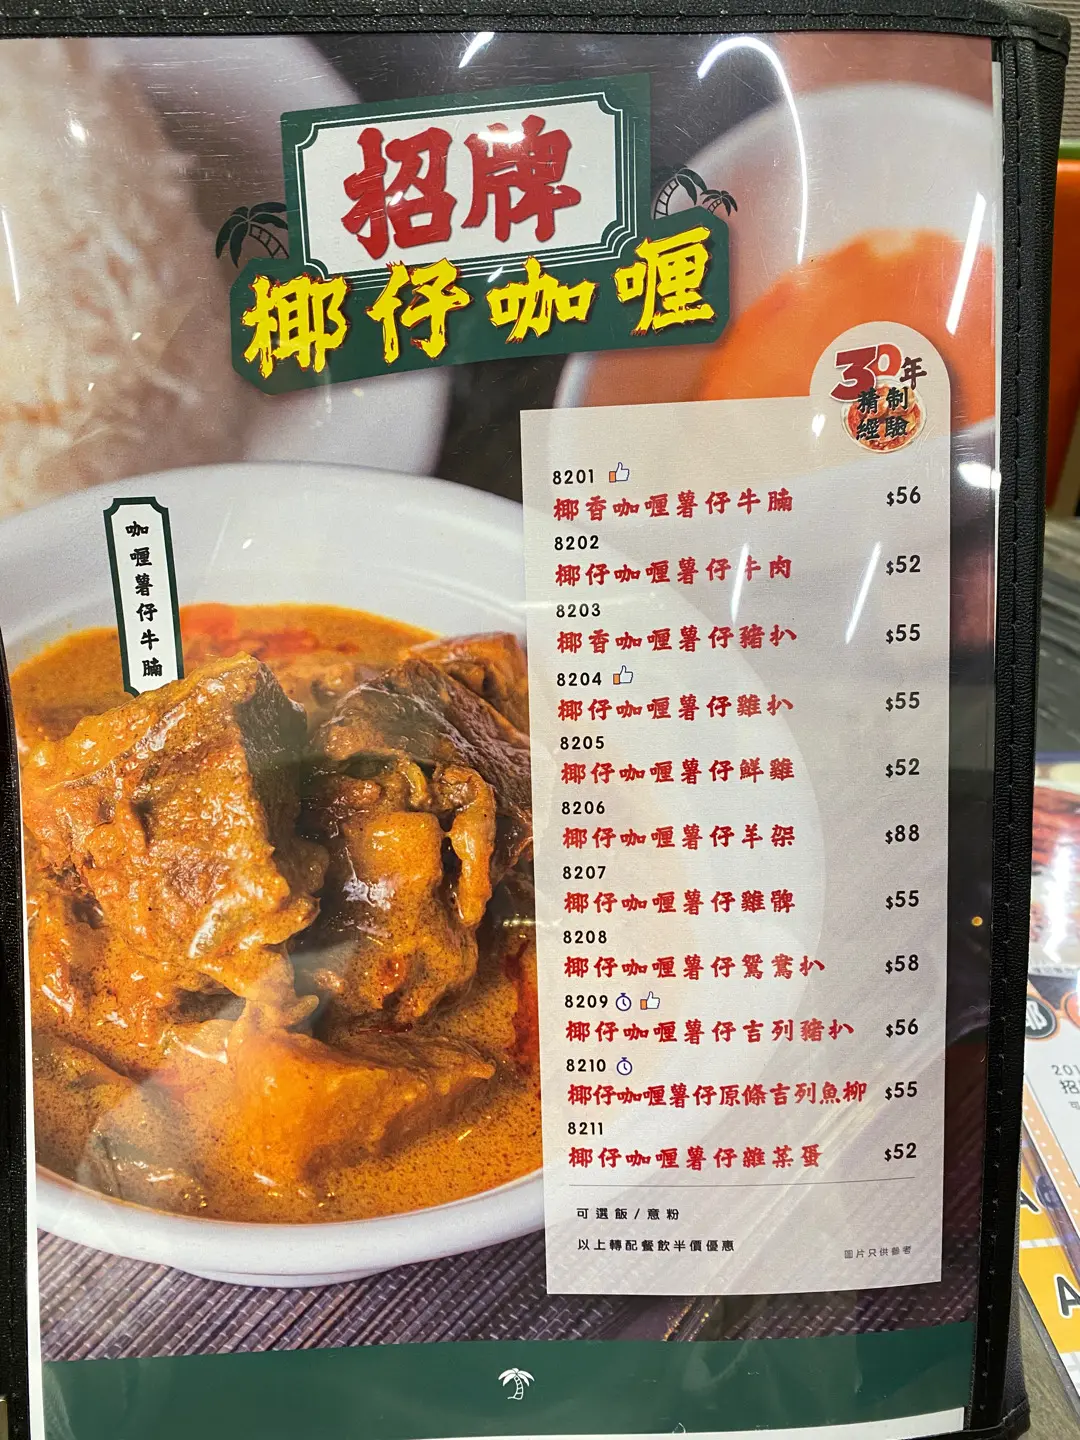 招牌
椰仔咖喱
30年
精制
經驗
咖喱薯仔牛腩
8201
椰香咖喱薯仔牛腩 $56
8202
椰仔咖喱薯仔牛肉 $52
8203
椰香咖喱薯仔豬扒 $55
8204
椰仔咖喱薯仔雞扒 $55
8205
椰仔咖喱薯仔鮮雞 $52
8206
椰仔咖喱薯仔羊架 $88
8207
椰仔咖喱薯仔雞髀 $55
8208
椰仔咖喱薯仔鴛鴦扒 $58
8209
椰仔咖喱薯仔吉列豬扒 $56
8210
椰仔咖喱薯仔原條吉列魚柳 $55
8211
椰仔咖喱薯仔雜菜蛋 $52
可選飯/意粉
以上轉配餐飲半價優惠
圖片只供參考
201
招